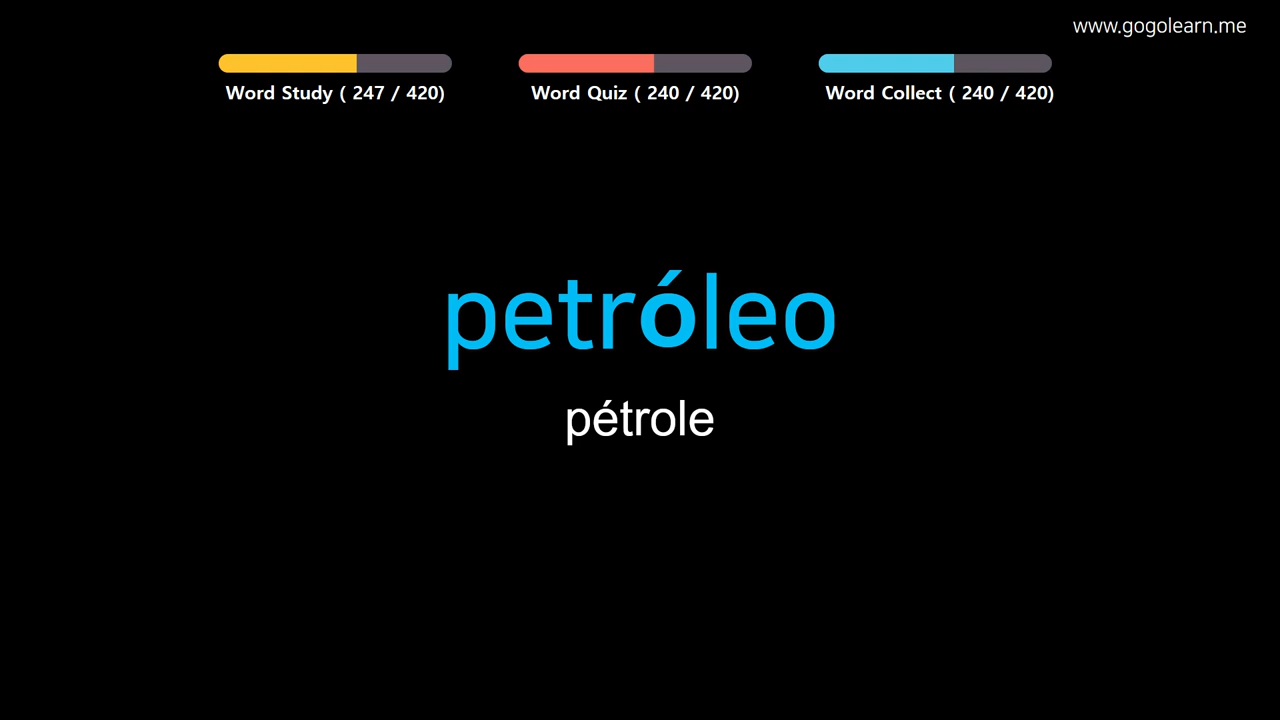 www.gogolearn.me
Word Study ( 247 / 420)
Word Quiz ( 240 / 420)
Word Collect ( 240 / 420)
petróleo
pétrole